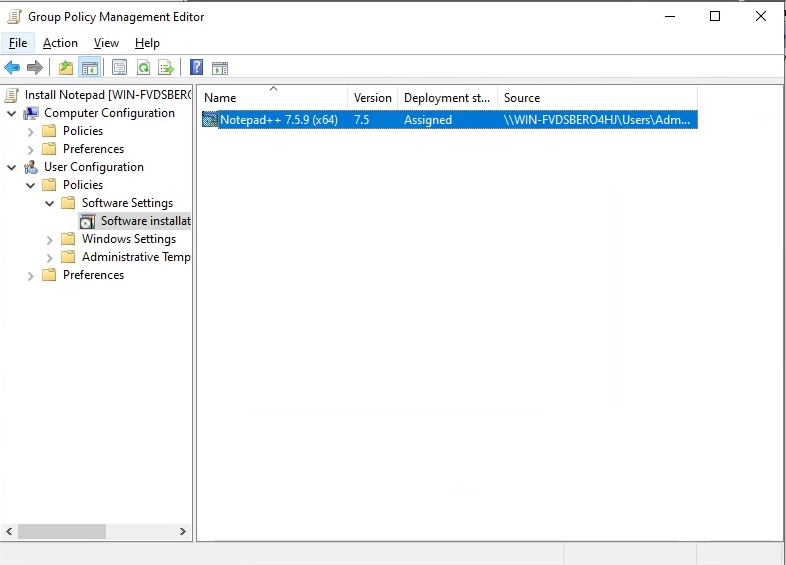 Group Policy Management Editor
File Action View Help
Install Notepad [WIN-FVDSBERO
Computer Configuration
Policies
Preferences
User Configuration
Policies
Software Settings
Software installat
Windows Settings
Administrative Temp
Preferences
Name Version Deployment st... Source
Notepad++ 7.5.9 (x64) 7.5 Assigned \\WIN-FVDSBERO4HJ\Users\Adm...